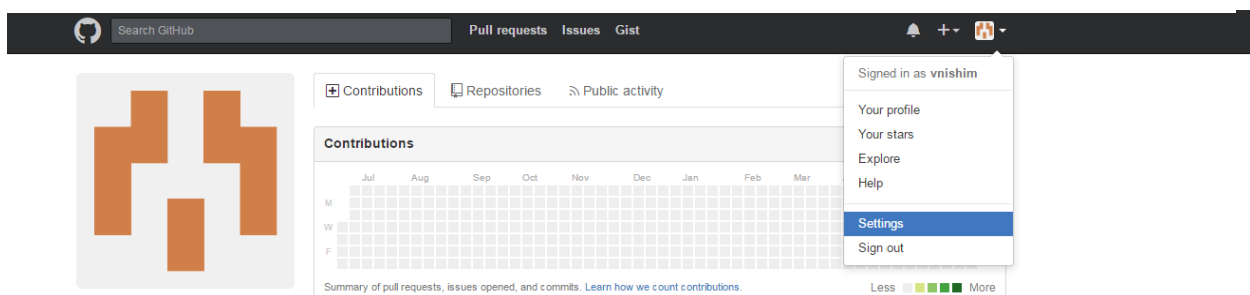 Search GitHub
Pull requests Issues Gist
Signed in as vnishim
Contributions Repositories Public activity
Your profile
Your stars
Explore
Help
Settings
Sign out
Contributions
Jul Aug Sep Oct Nov Dec Jan Feb Mar
M
W
F
Summary of pull requests, issues opened, and commits. Learn how we count contributions.
Less More